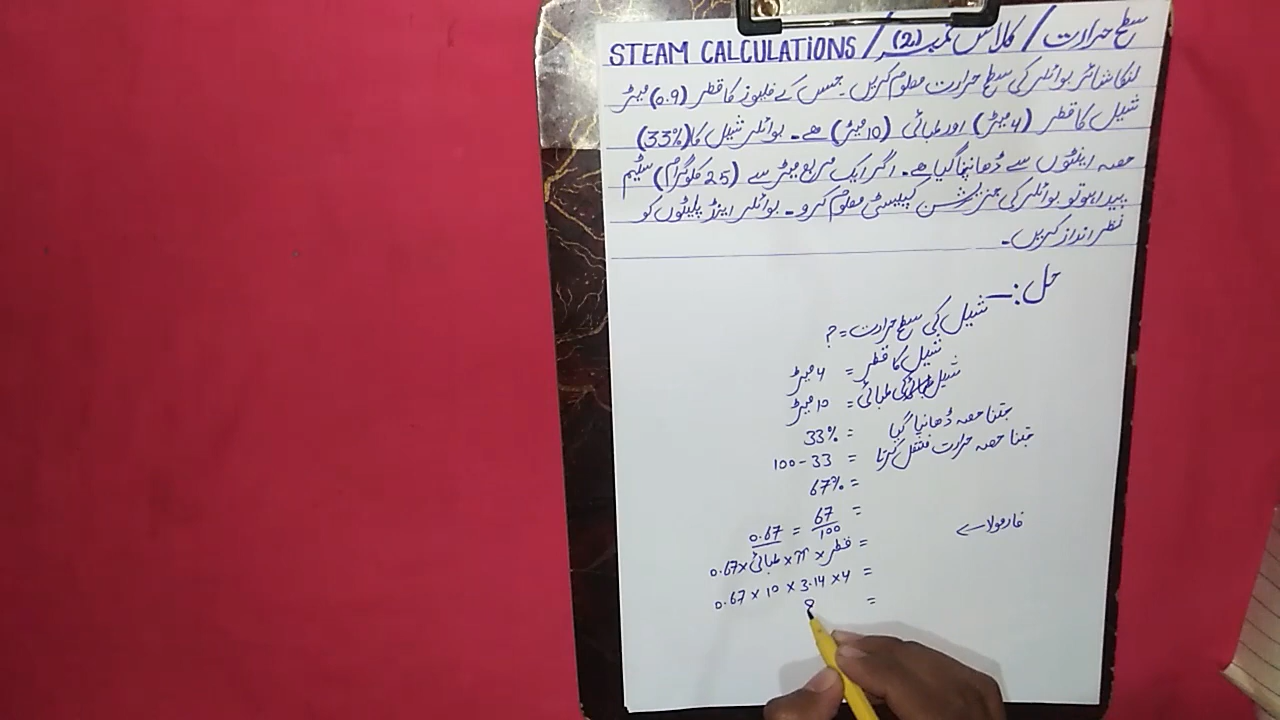 سطح حرارت / کلاس نمبر (2) / STEAM CALCULATIONS
لنکا شائر بوائلر کی سطح حرارت معلوم کریں۔ جس کے فلیوز کا قطر (0.9) میٹر
شیل کا قطر (4 میٹر) اور لمبائی (10 میٹر) ھے۔ بوائلر شیل کا (33%)
حصہ اینٹوں سے ڈھانپا گیا ھے۔ اگر ایک مربع میٹر سے (25 کلوگرام) سٹیم
پیدا ہو تو بوائلر کی جنریشن کیپیسٹی معلوم کرو۔ بوائلر اینڈ پلیٹوں کو
نظر انداز کریں۔
حل:—
شیل کی سطح حرارت = ?
شیل کا قطر = 4 میٹر
شیل کی لمبائی = 10 میٹر
جتنا حصہ ڈھانپا گیا = 33%
جتنا حصہ حرارت منتقل کرتا = 100-33
= 67%
= 67/100 = 0.67
فارمولا
= قطر × π × لمبائی × 0.67
= 4 × 3.14 × 10 × 0.67
= 8